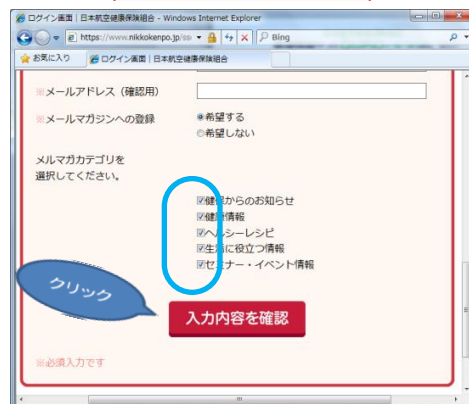 ログイン画面 | 日本航空健康保険組合 - Windows Internet Explorer
https://www.nikkokenpo.jp/ss
Bing
お気に入り
ログイン画面 | 日本航空健康保険組合
※メールアドレス（確認用）
※メールマガジンへの登録
希望する
希望しない
メルマガカテゴリを
選択してください。
健保からのお知らせ
健康情報
ヘルシーレシピ
生活に役立つ情報
セミナー・イベント情報
クリック
入力内容を確認
※必須入力です